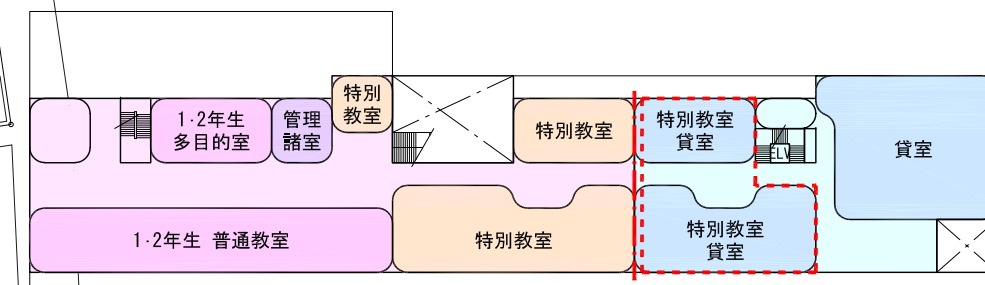 特別
教室
1·2年生
多目的室
管理
諸室
特別教室
特別教室
貸室
ELV
貸室
1·2年生 普通教室
特別教室
特別教室
貸室